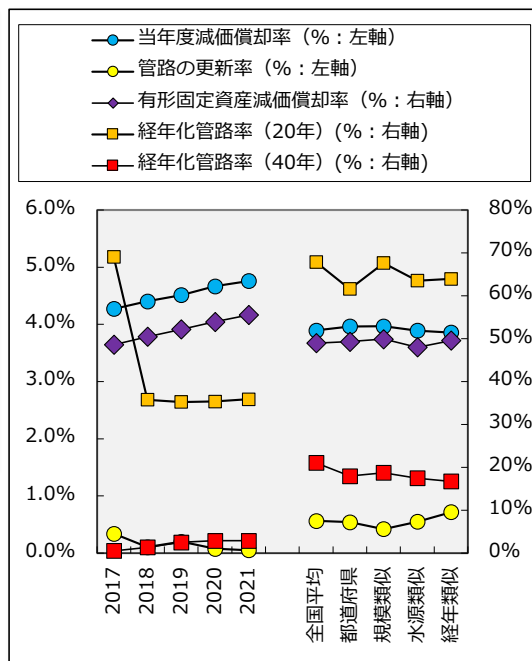 当年度減価償却率（%：左軸）
管路の更新率（%：左軸）
有形固定資産減価償却率（%：右軸）
経年化管路率（20年）(%：右軸)
経年化管路率（40年）(%：右軸)
6.0%
5.0%
4.0%
3.0%
2.0%
1.0%
0.0%
80%
70%
60%
50%
40%
30%
20%
10%
0%
2017
2018
2019
2020
2021
全国平均
都道府県
規模類似
水源類似
経年類似